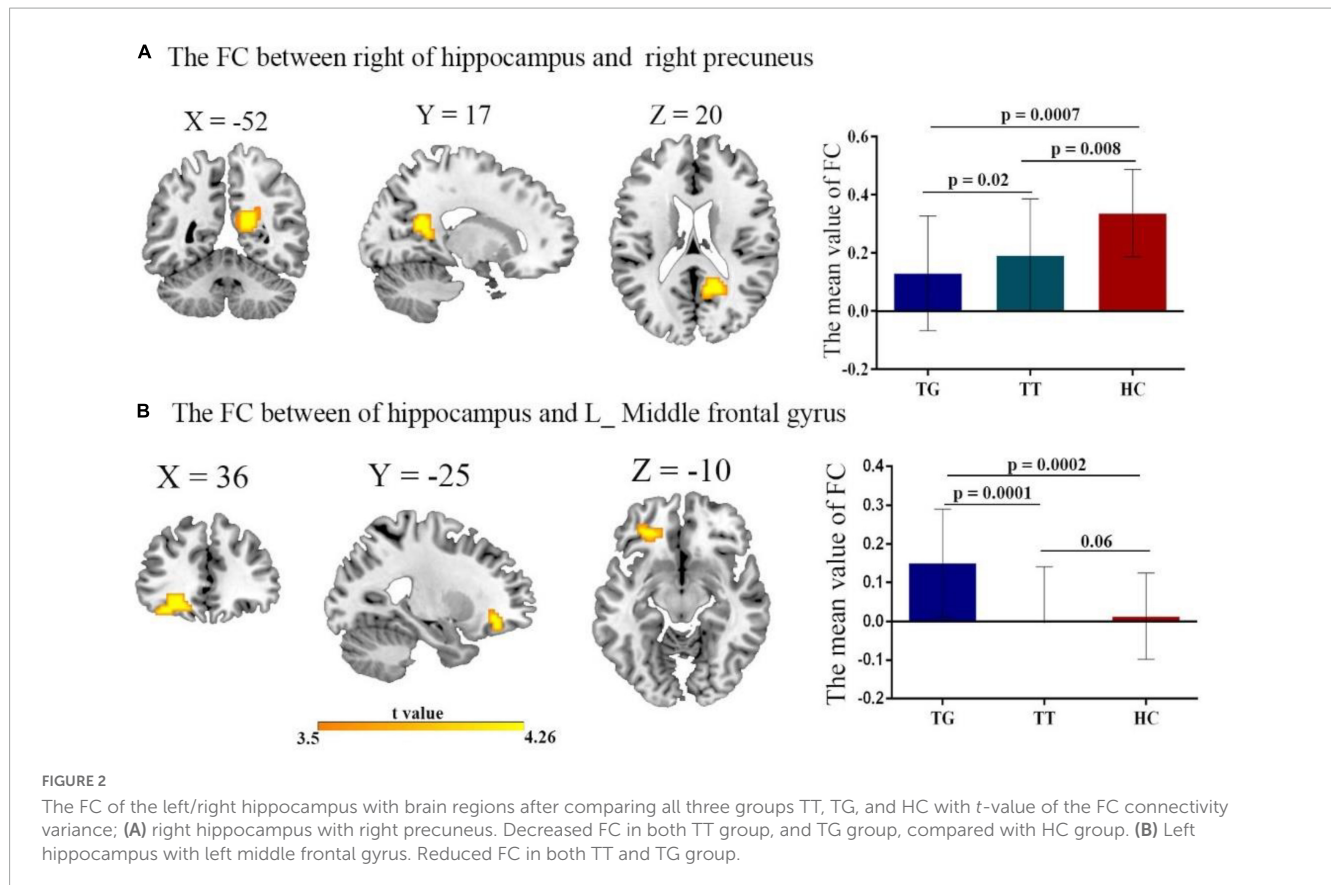 A The FC between right of hippocampus and right precuneus
X = -52
Y = 17
Z = 20
The mean value of FC
0.6
0.4
0.2
0.0
-0.2
p = 0.0007
p = 0.008
p = 0.02
TG
TT
HC
B The FC between of hippocampus and L_ Middle frontal gyrus
X = 36
Y = -25
Z = -10
t value
3.5
4.26
The mean value of FC
0.4
0.3
0.2
0.1
0.0
-0.1
-0.2
p = 0.0002
p = 0.0001
0.06
TG
TT
HC
FIGURE 2
The FC of the left/right hippocampus with brain regions after comparing all three groups TT, TG, and HC with t-value of the FC connectivity
variance; (A) right hippocampus with right precuneus. Decreased FC in both TT group, and TG group, compared with HC group. (B) Left
hippocampus with left middle frontal gyrus. Reduced FC in both TT and TG group.